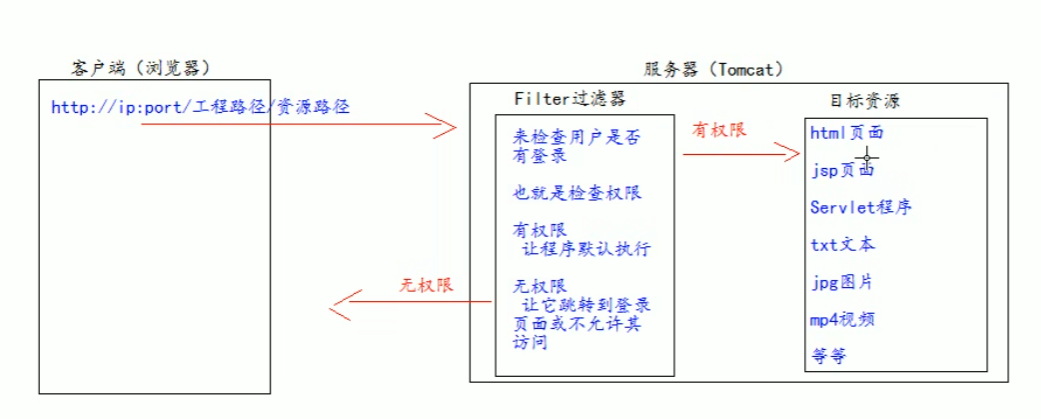 客户端（浏览器）
http://ip:port/工程路径/资源路径
服务器（Tomcat）
Filter过滤器
来检查用户是否
有登录
也就是检查权限
有权限
让程序默认执行
无权限
让它跳转到登录
页面或不允许其
访问
有权限
无权限
目标资源
html页面
jsp页面
Servlet程序
txt文本
jpg图片
mp4视频
等等